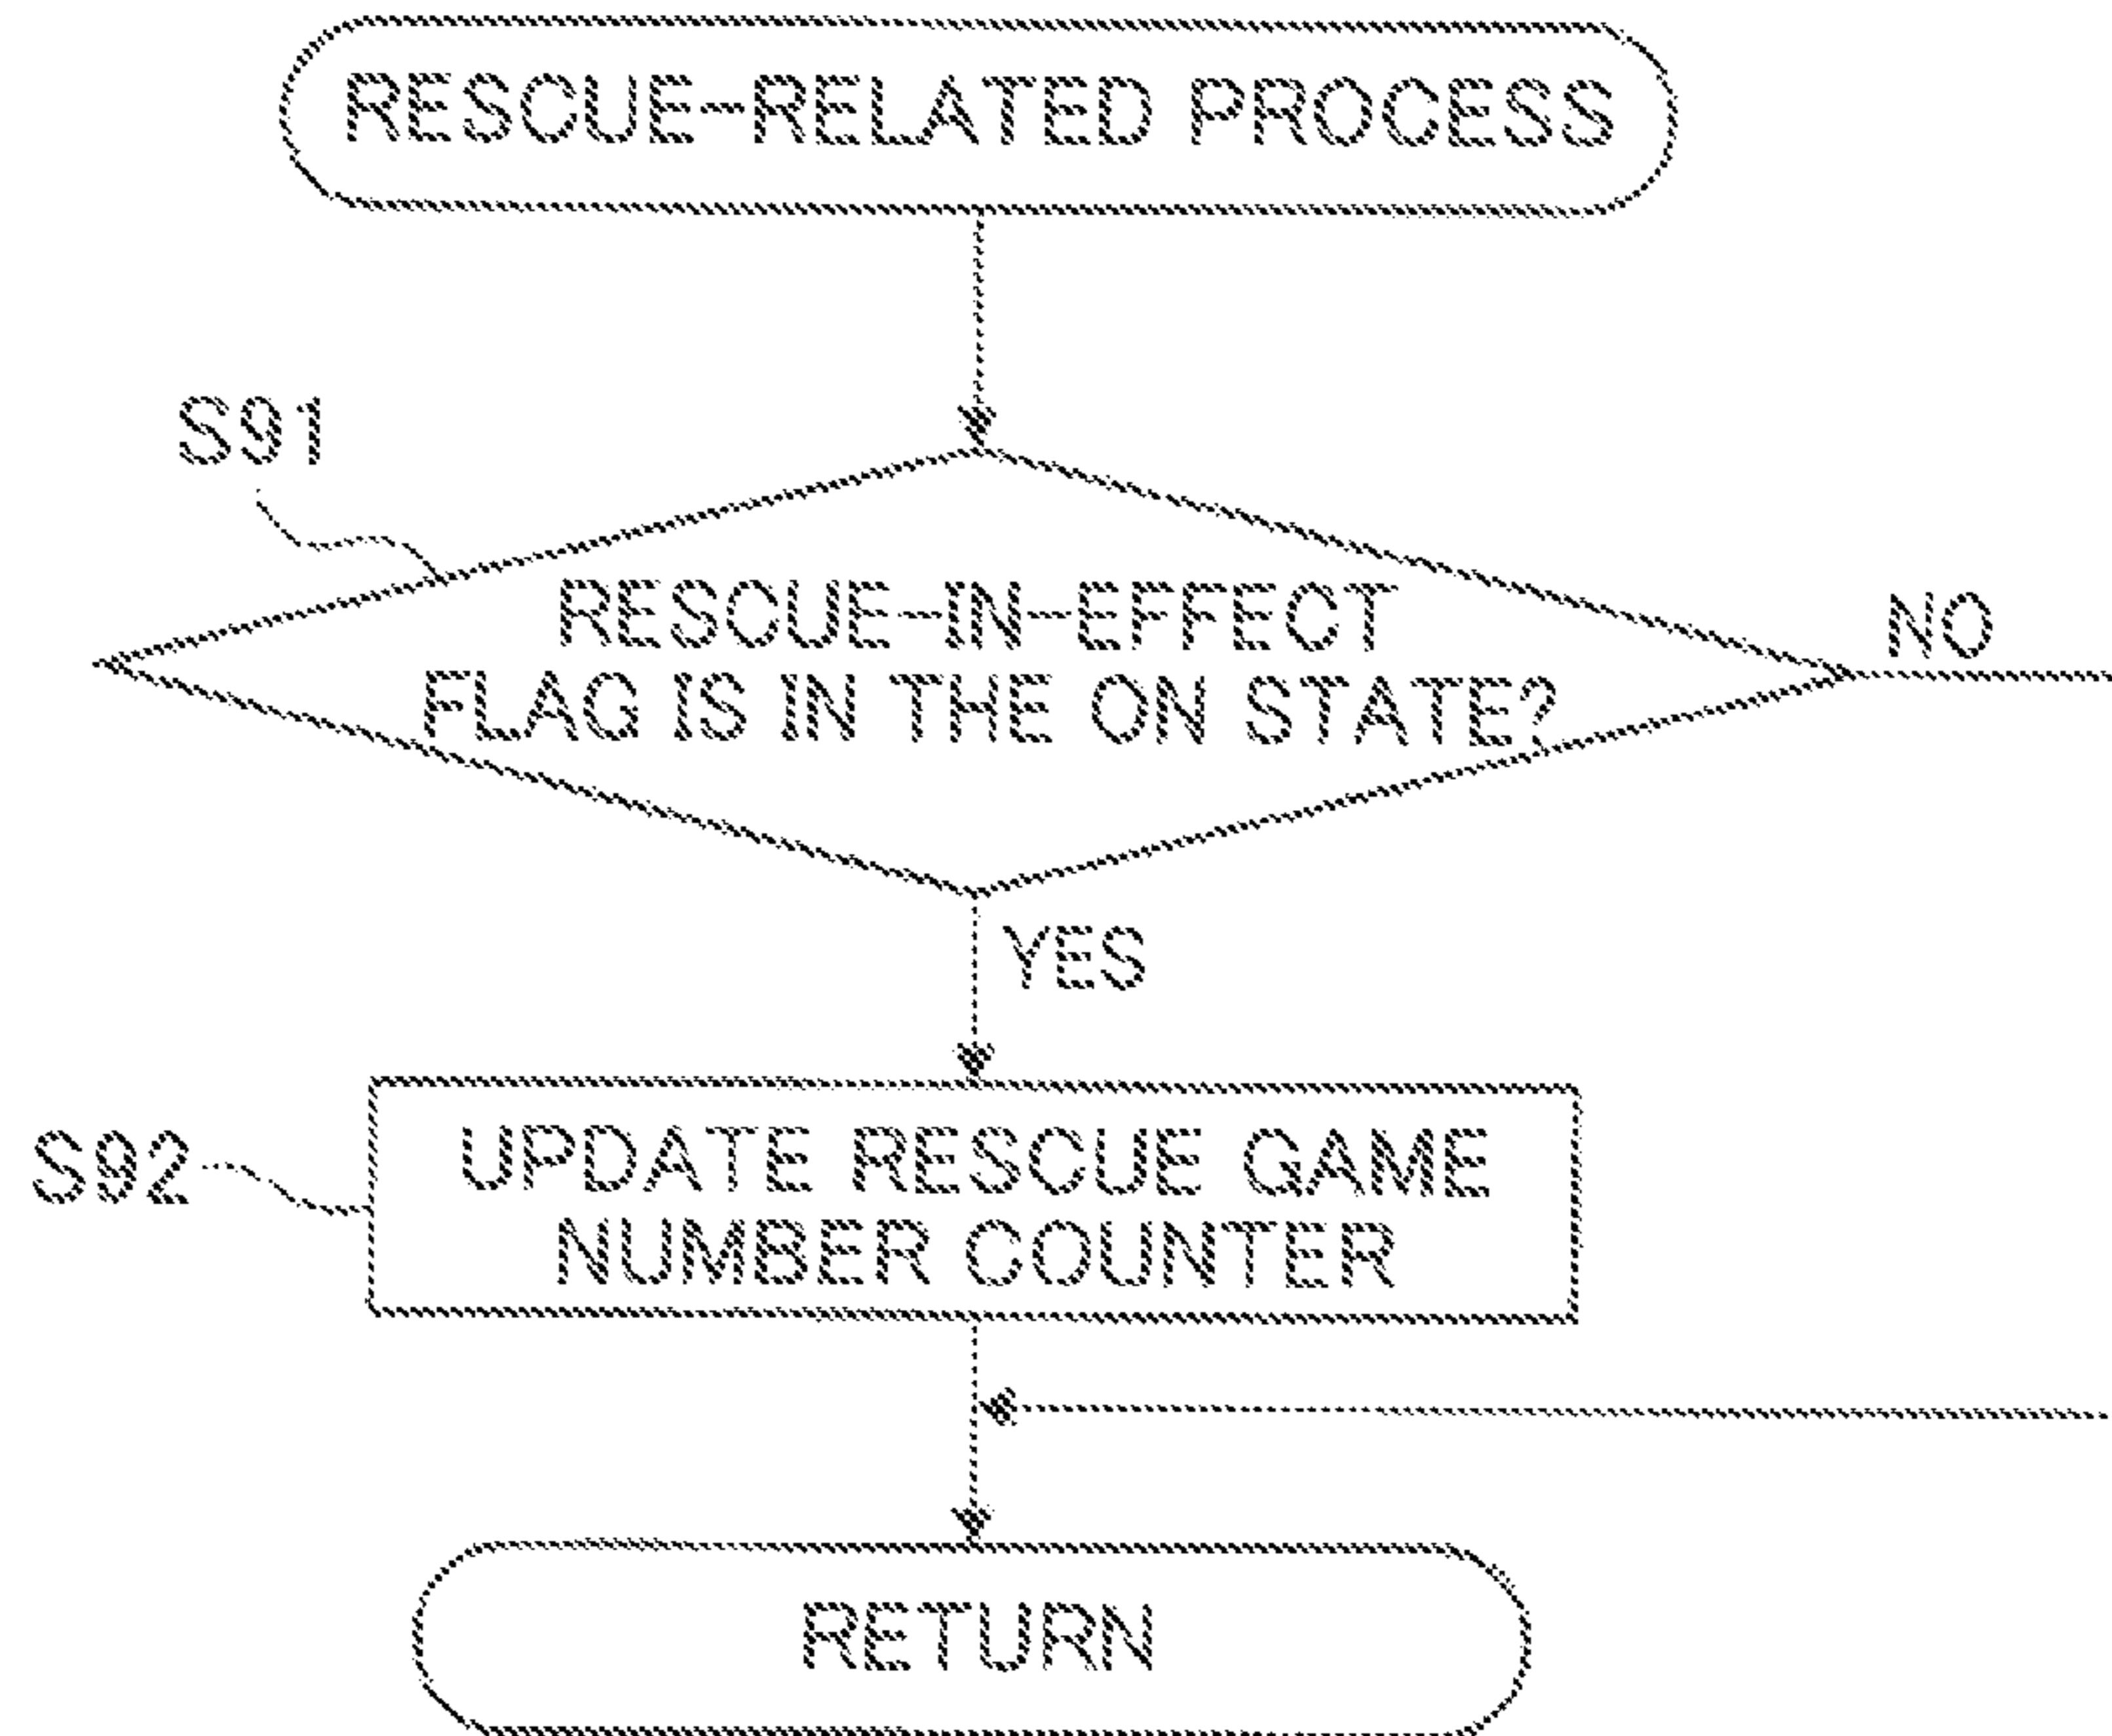 RESCUE-RELATED PROCESS
S91
RESCUE-IN-EFFECT
FLAG IS IN THE ON STATE?
NO
YES
S92
UPDATE RESCUE GAME
NUMBER COUNTER
RETURN